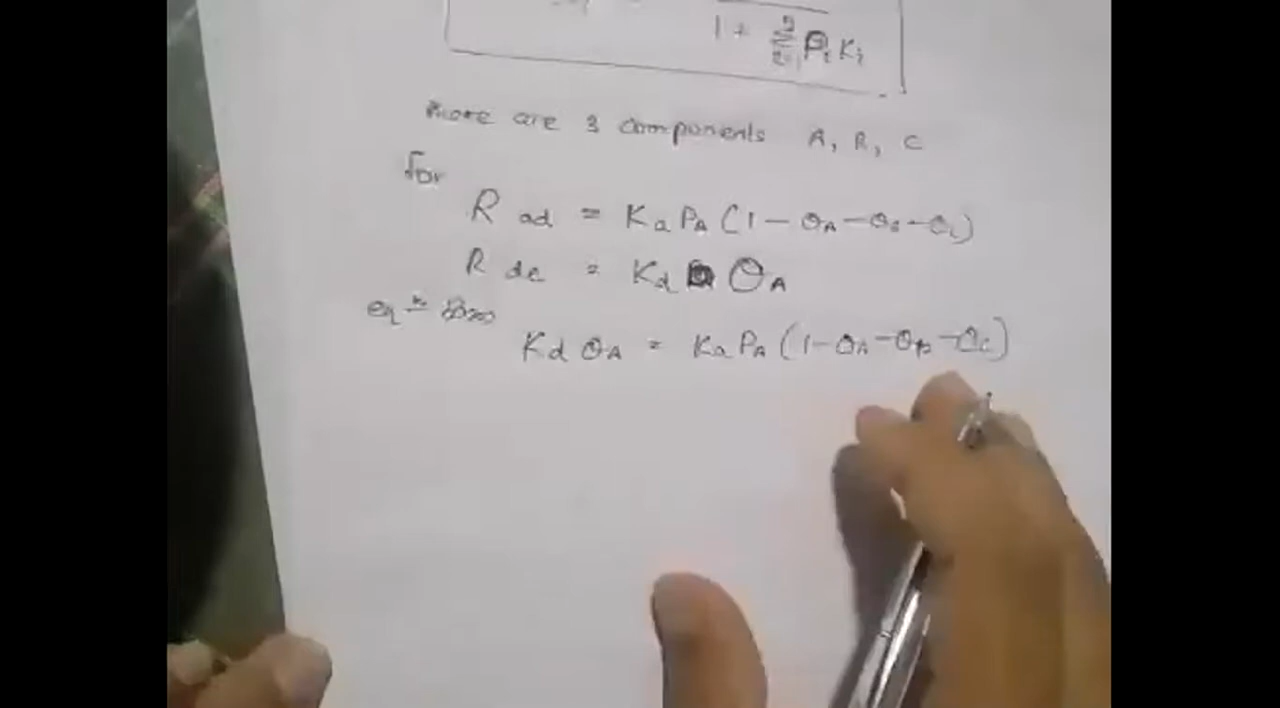 1 + Σ Pᵢ Kᵢ
there are 3 components A, B, C
for
R ad = Ka PA (1 - θA - θB - θC)
R de = Kd θA
eqᵐ
Kd θA = Ka PA (1 - θA - θB - θC)